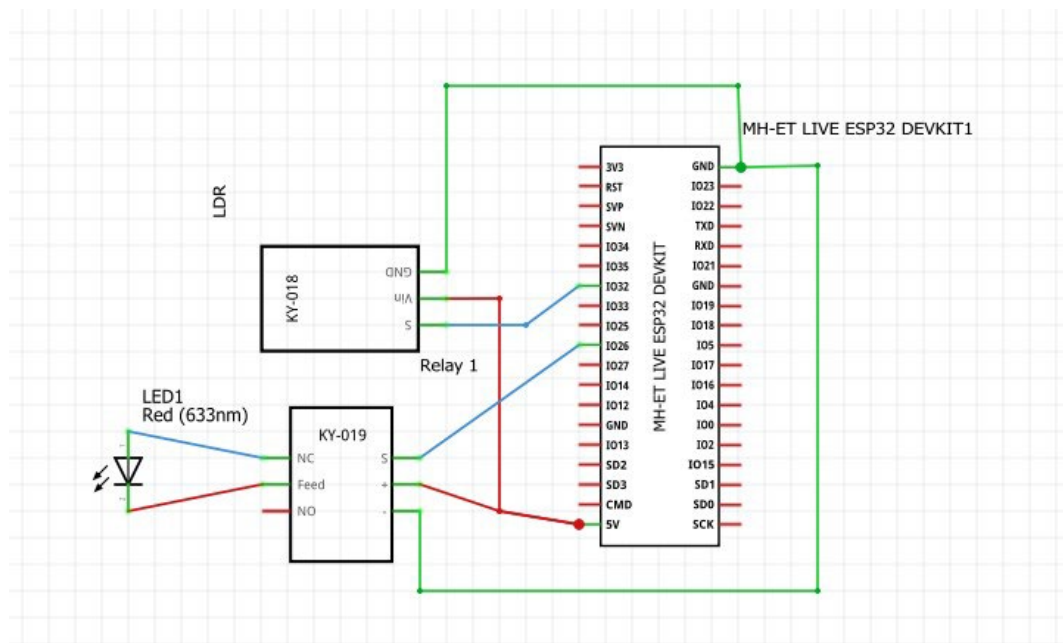 MH-ET LIVE ESP32 DEVKIT1
LDR
KY-018
GND
Vin
S
Relay 1
LED1
Red (633nm)
1
2
KY-019
NC
Feed
NO
S
+
-
MH-ET LIVE ESP32 DEVKIT
3V3
RST
SVP
SVN
IO34
IO35
IO32
IO33
IO25
IO26
IO27
IO14
IO12
GND
IO13
SD2
SD3
CMD
5V
GND
IO23
IO22
TXD
RXD
IO21
GND
IO19
IO18
IO5
IO17
IO16
IO4
IO0
IO2
IO15
SD1
SD0
SCK